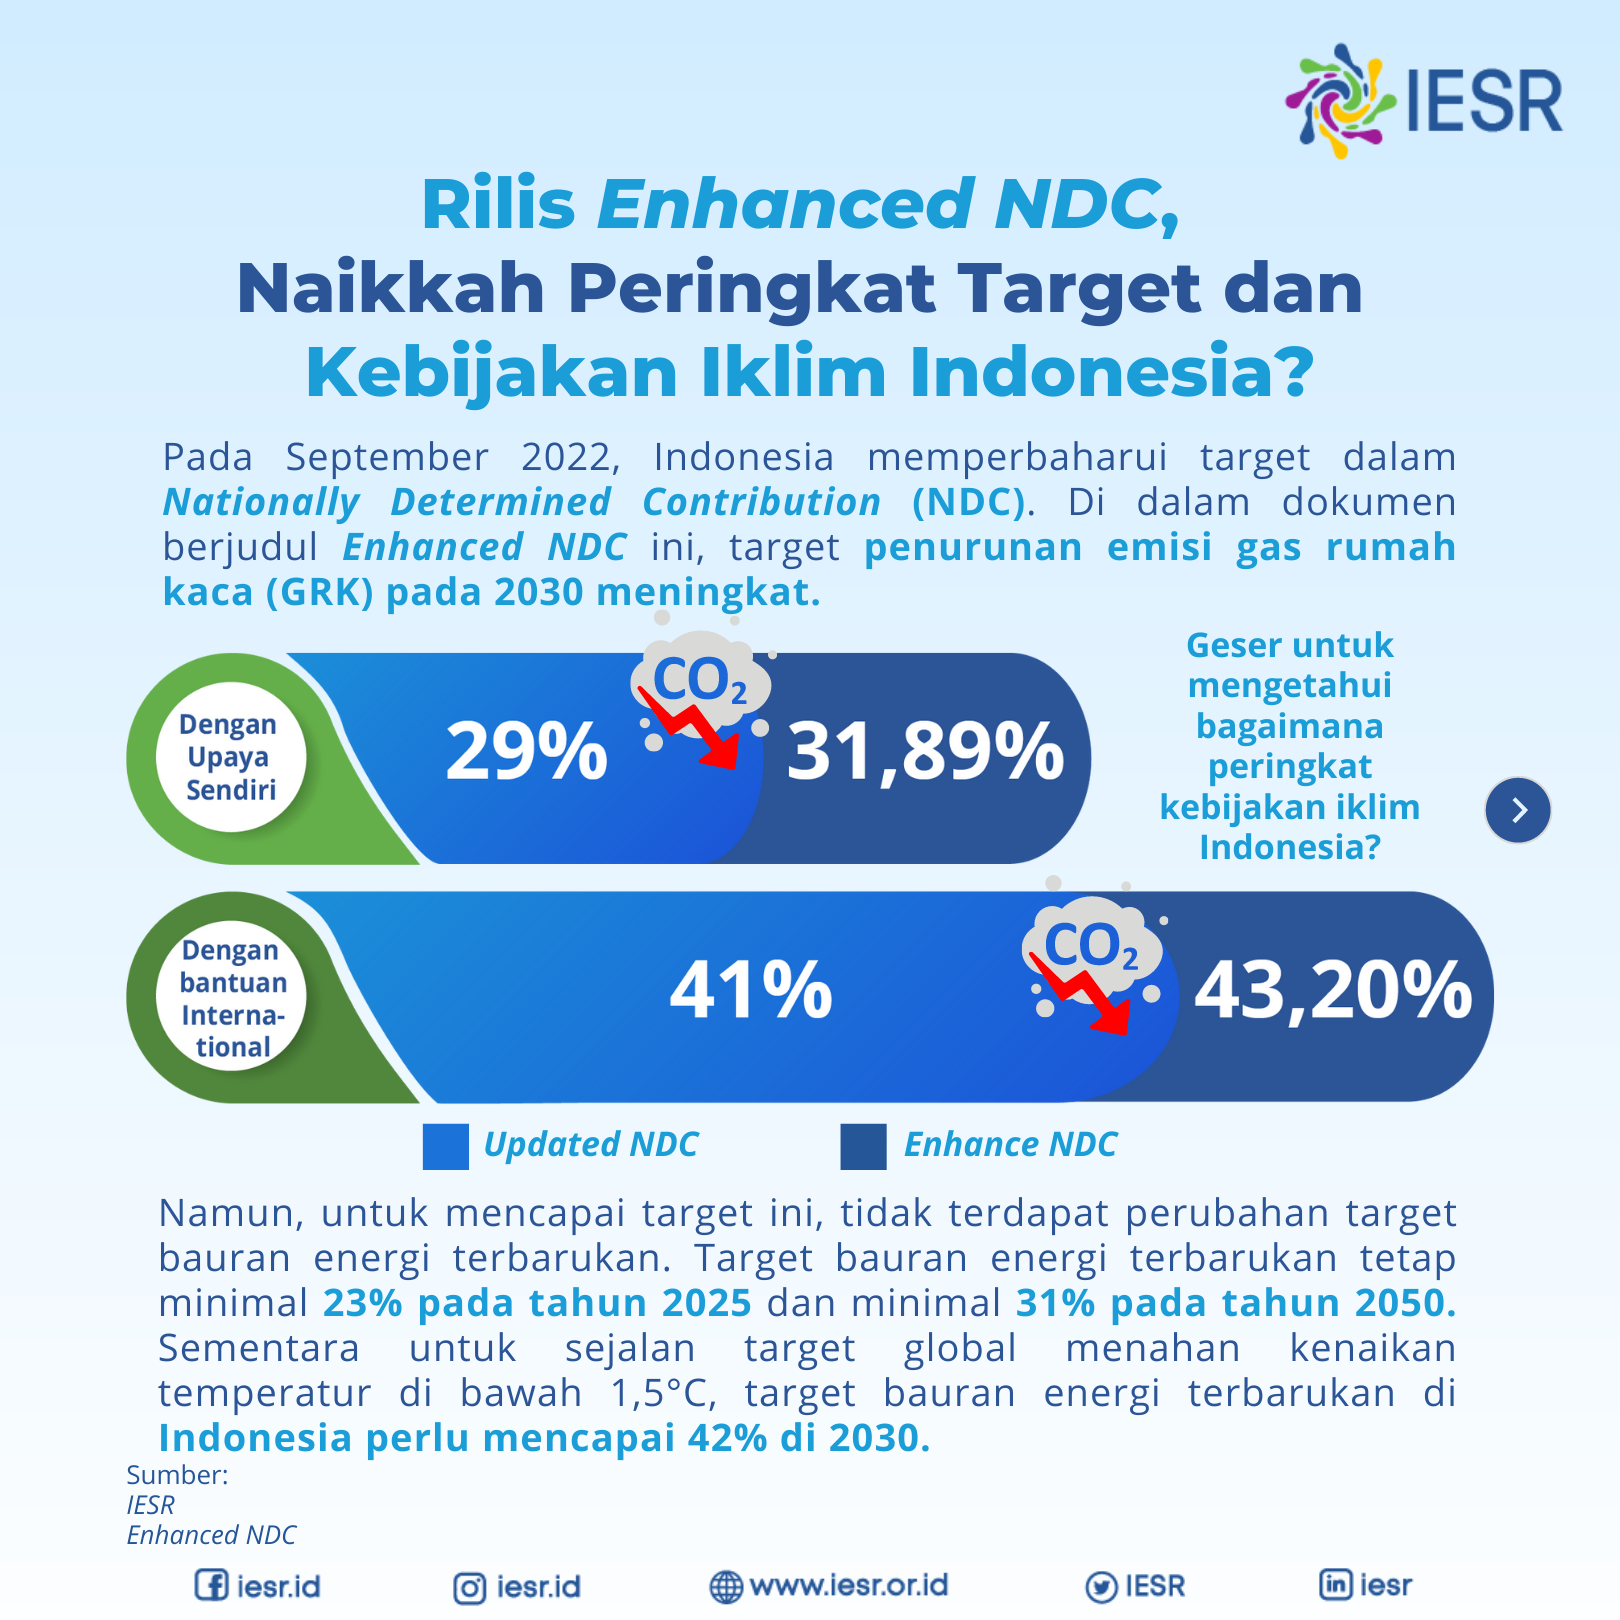 IESR
Rilis Enhanced NDC,
Naikkah Peringkat Target dan
Kebijakan Iklim Indonesia?
Pada September 2022, Indonesia memperbaharui target dalam
Nationally Determined Contribution (NDC). Di dalam dokumen
berjudul Enhanced NDC ini, target penurunan emisi gas rumah
kaca (GRK) pada 2030 meningkat.
Dengan
Upaya
Sendiri
29%
CO₂
31,89%
Geser untuk
mengetahui
bagaimana
peringkat
kebijakan iklim
Indonesia?
Dengan
bantuan
Interna-
tional
41%
CO₂
43,20%
Updated NDC
Enhance NDC
Namun, untuk mencapai target ini, tidak terdapat perubahan target
bauran energi terbarukan. Target bauran energi terbarukan tetap
minimal 23% pada tahun 2025 dan minimal 31% pada tahun 2050.
Sementara untuk sejalan target global menahan kenaikan
temperatur di bawah 1,5°C, target bauran energi terbarukan di
Indonesia perlu mencapai 42% di 2030.
Sumber:
IESR
Enhanced NDC
iesr.id
iesr.id
www.iesr.or.id
IESR
iesr